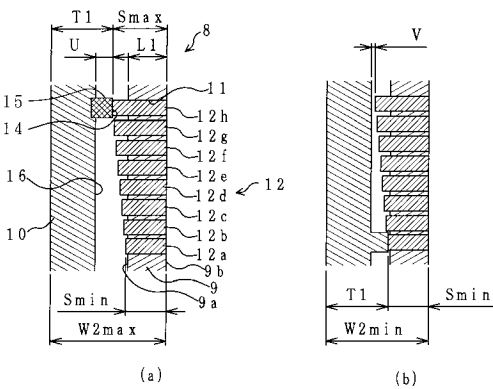 T1
Smax
8
U
L1
V
15
11
14
12h
12g
12f
16
12e
12
12d
10
12c
12b
12a
9b
Smin
9
9a
T1
Smin
W2max
W2min
(a)
(b)